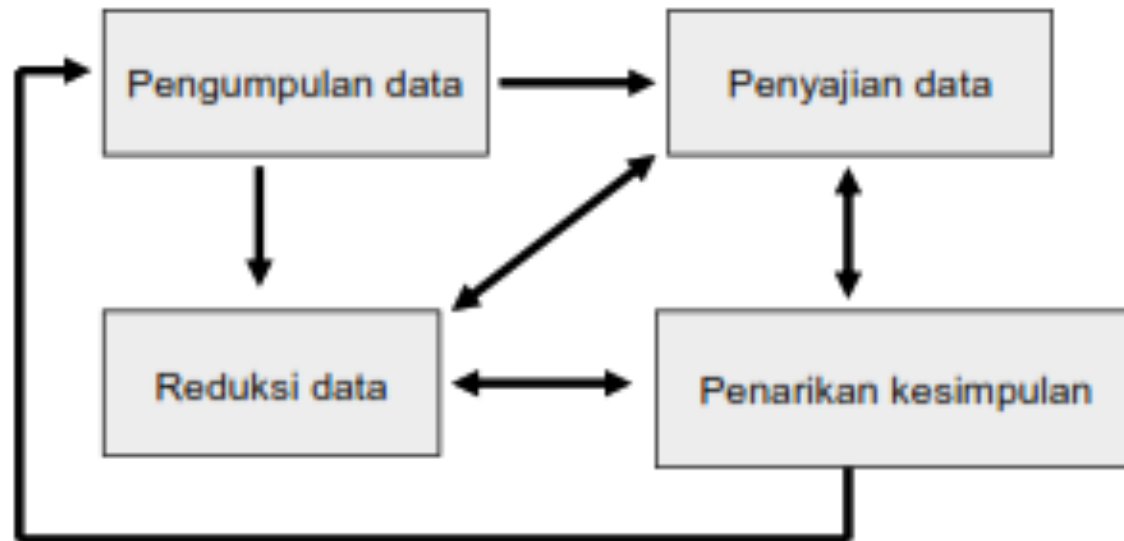 Pengumpulan data
Penyajian data
Reduksi data
Penarikan kesimpulan